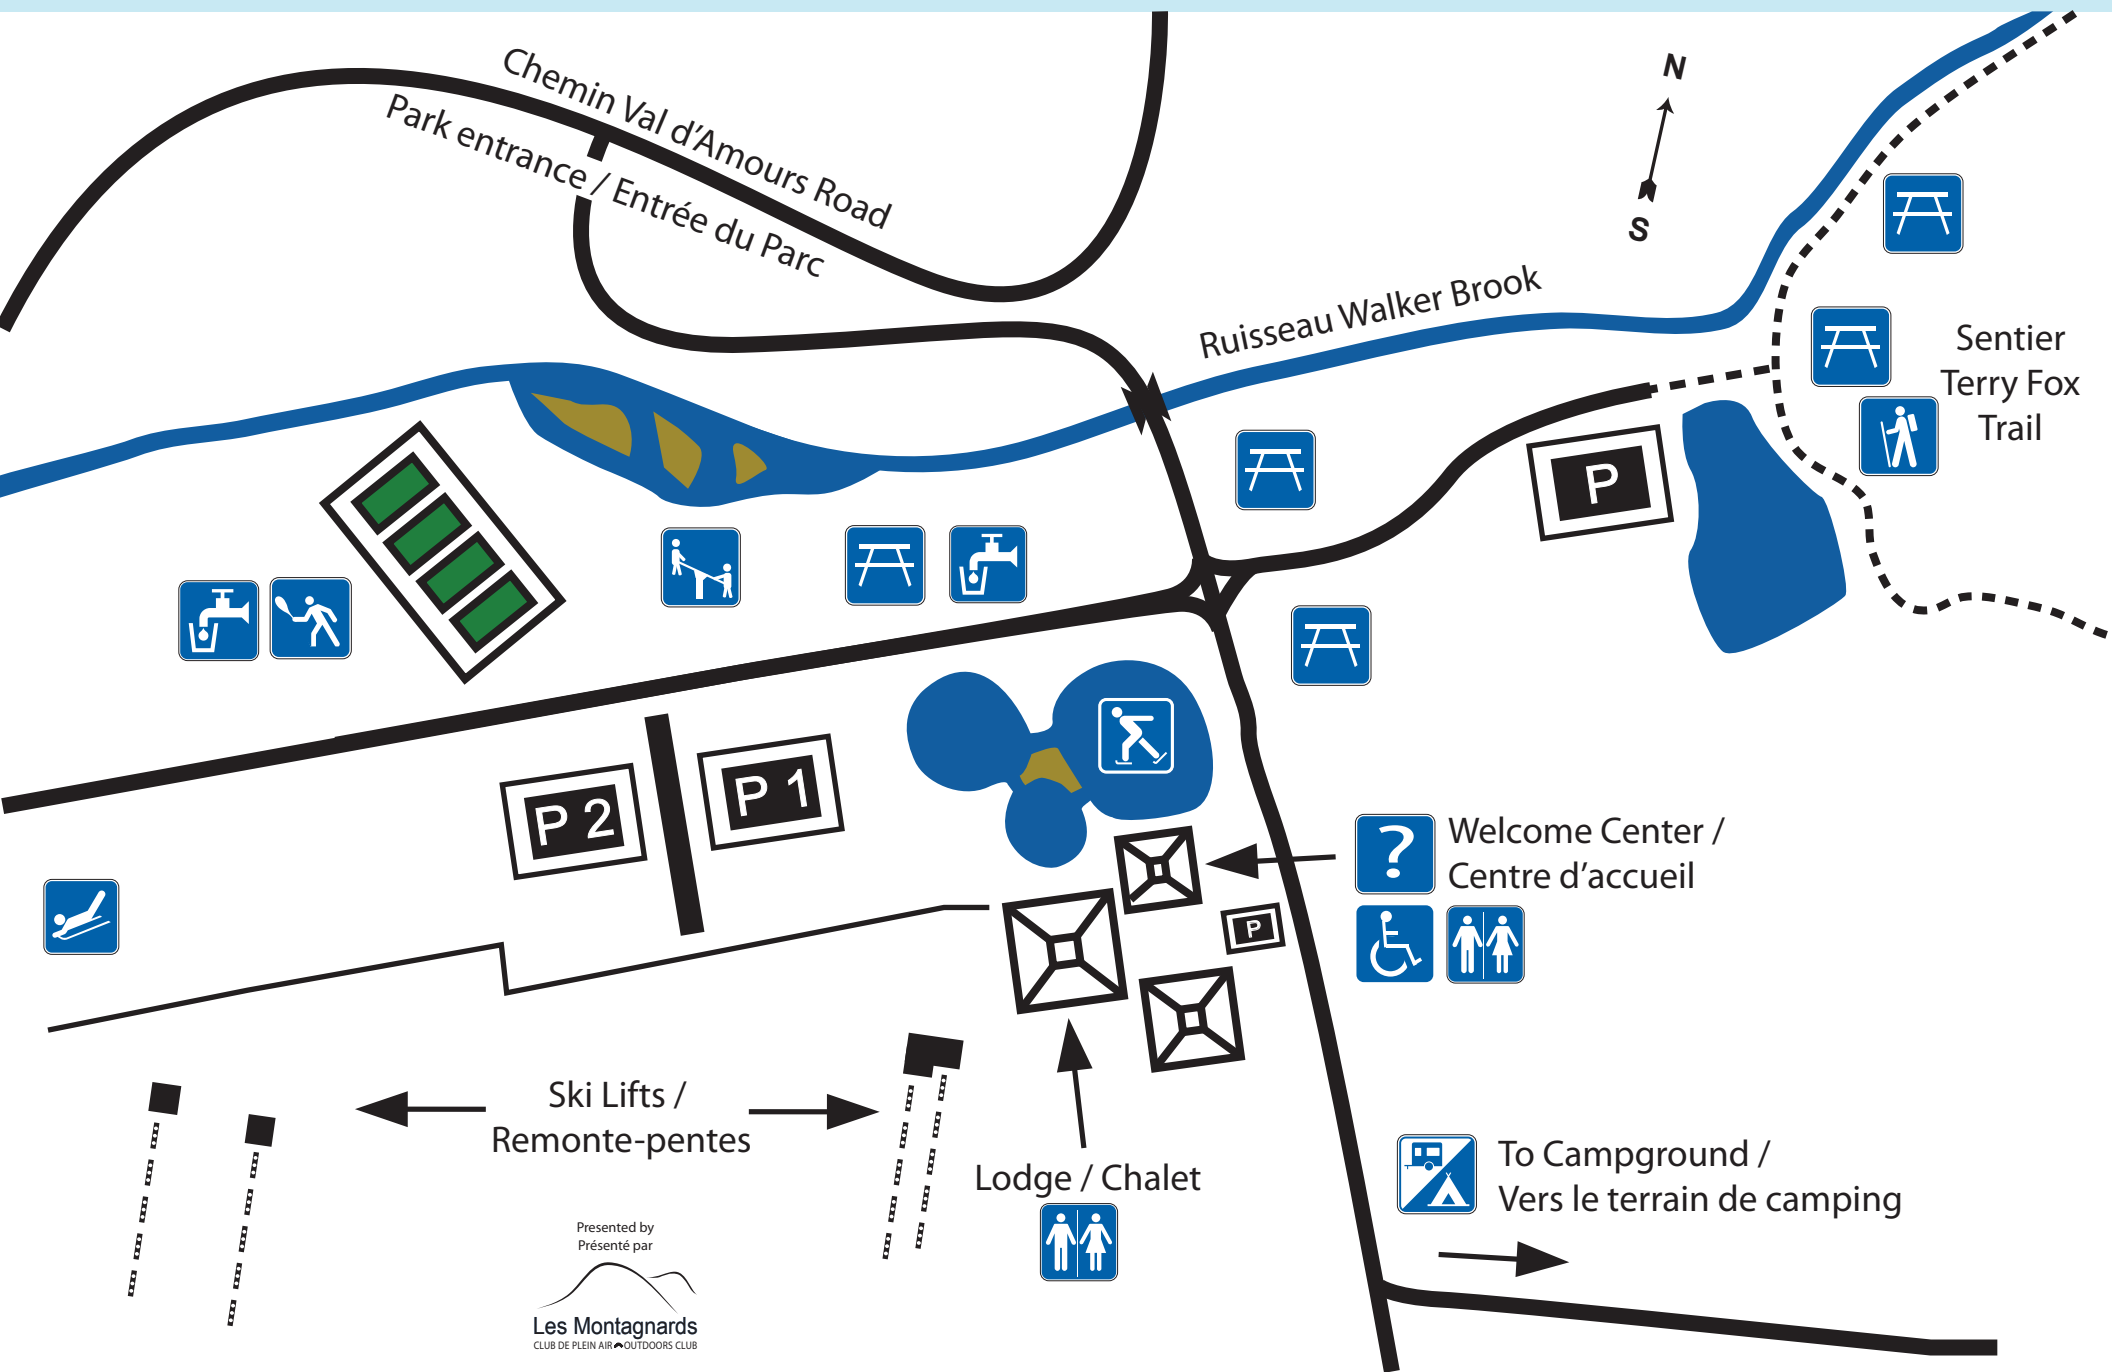 Chemin Val d'Amours Road
Park entrance / Entrée du Parc
N
S
Ruisseau Walker Brook
Sentier
Terry Fox
Trail
P
P 2
P 1
?
Welcome Center /
Centre d'accueil
P
Ski Lifts /
Remonte-pentes
Lodge / Chalet
To Campground /
Vers le terrain de camping
Presented by
Présenté par
Les Montagnards
CLUB DE PLEIN AIR OUTDOORS CLUB